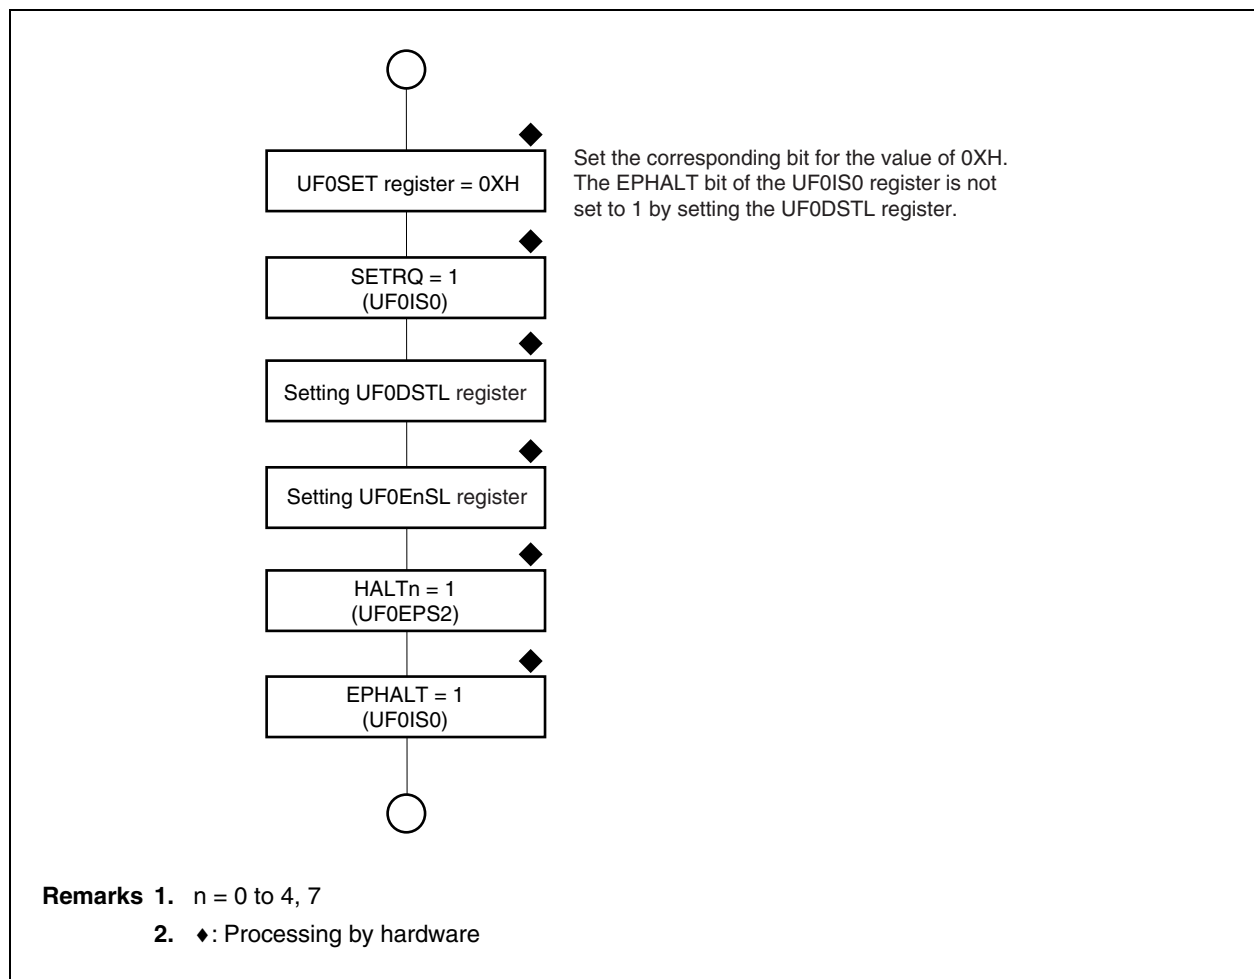 UF0SET register = 0XH
Set the corresponding bit for the value of 0XH.
The EPHALT bit of the UF0IS0 register is not
set to 1 by setting the UF0DSTL register.
SETRQ = 1
(UF0IS0)
Setting UF0DSTL register
Setting UF0EnSL register
HALTn = 1
(UF0EPS2)
EPHALT = 1
(UF0IS0)
Remarks 1. n = 0 to 4, 7
2. ♦: Processing by hardware